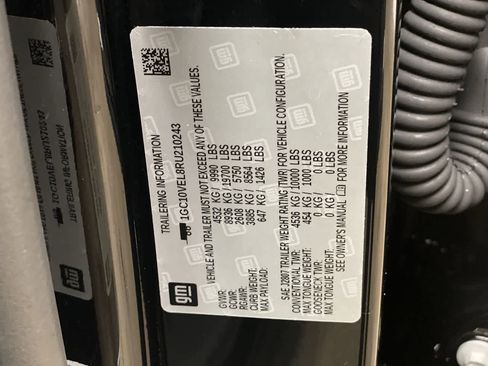 TRAILERING INFORMATION
1GC10VEL8RU210243
VEHICLE AND TRAILER MUST NOT EXCEED ANY OF THESE VALUES.
GVWR: 4532 KG / 9990 LBS
GCWR: 8936 KG / 19700 LBS
RGAWR: 2608 KG / 5750 LBS
CURB WEIGHT: 3885 KG / 8564 LBS
MAX PAYLOAD: 647 KG / 1426 LBS
SAE J2807 TRAILER WEIGHT RATING (TWR) FOR VEHICLE CONFIGURATION.
CONVENTIONAL TWR: 4536 KG / 10000 LBS
MAX TONGUE WEIGHT: 454 KG / 1000 LBS
GOOSENECK TWR: 0 KG / 0 LBS
MAX TONGUE WEIGHT: 0 KG / 0 LBS
SEE OWNER'S MANUAL FOR MORE INFORMATION
gm